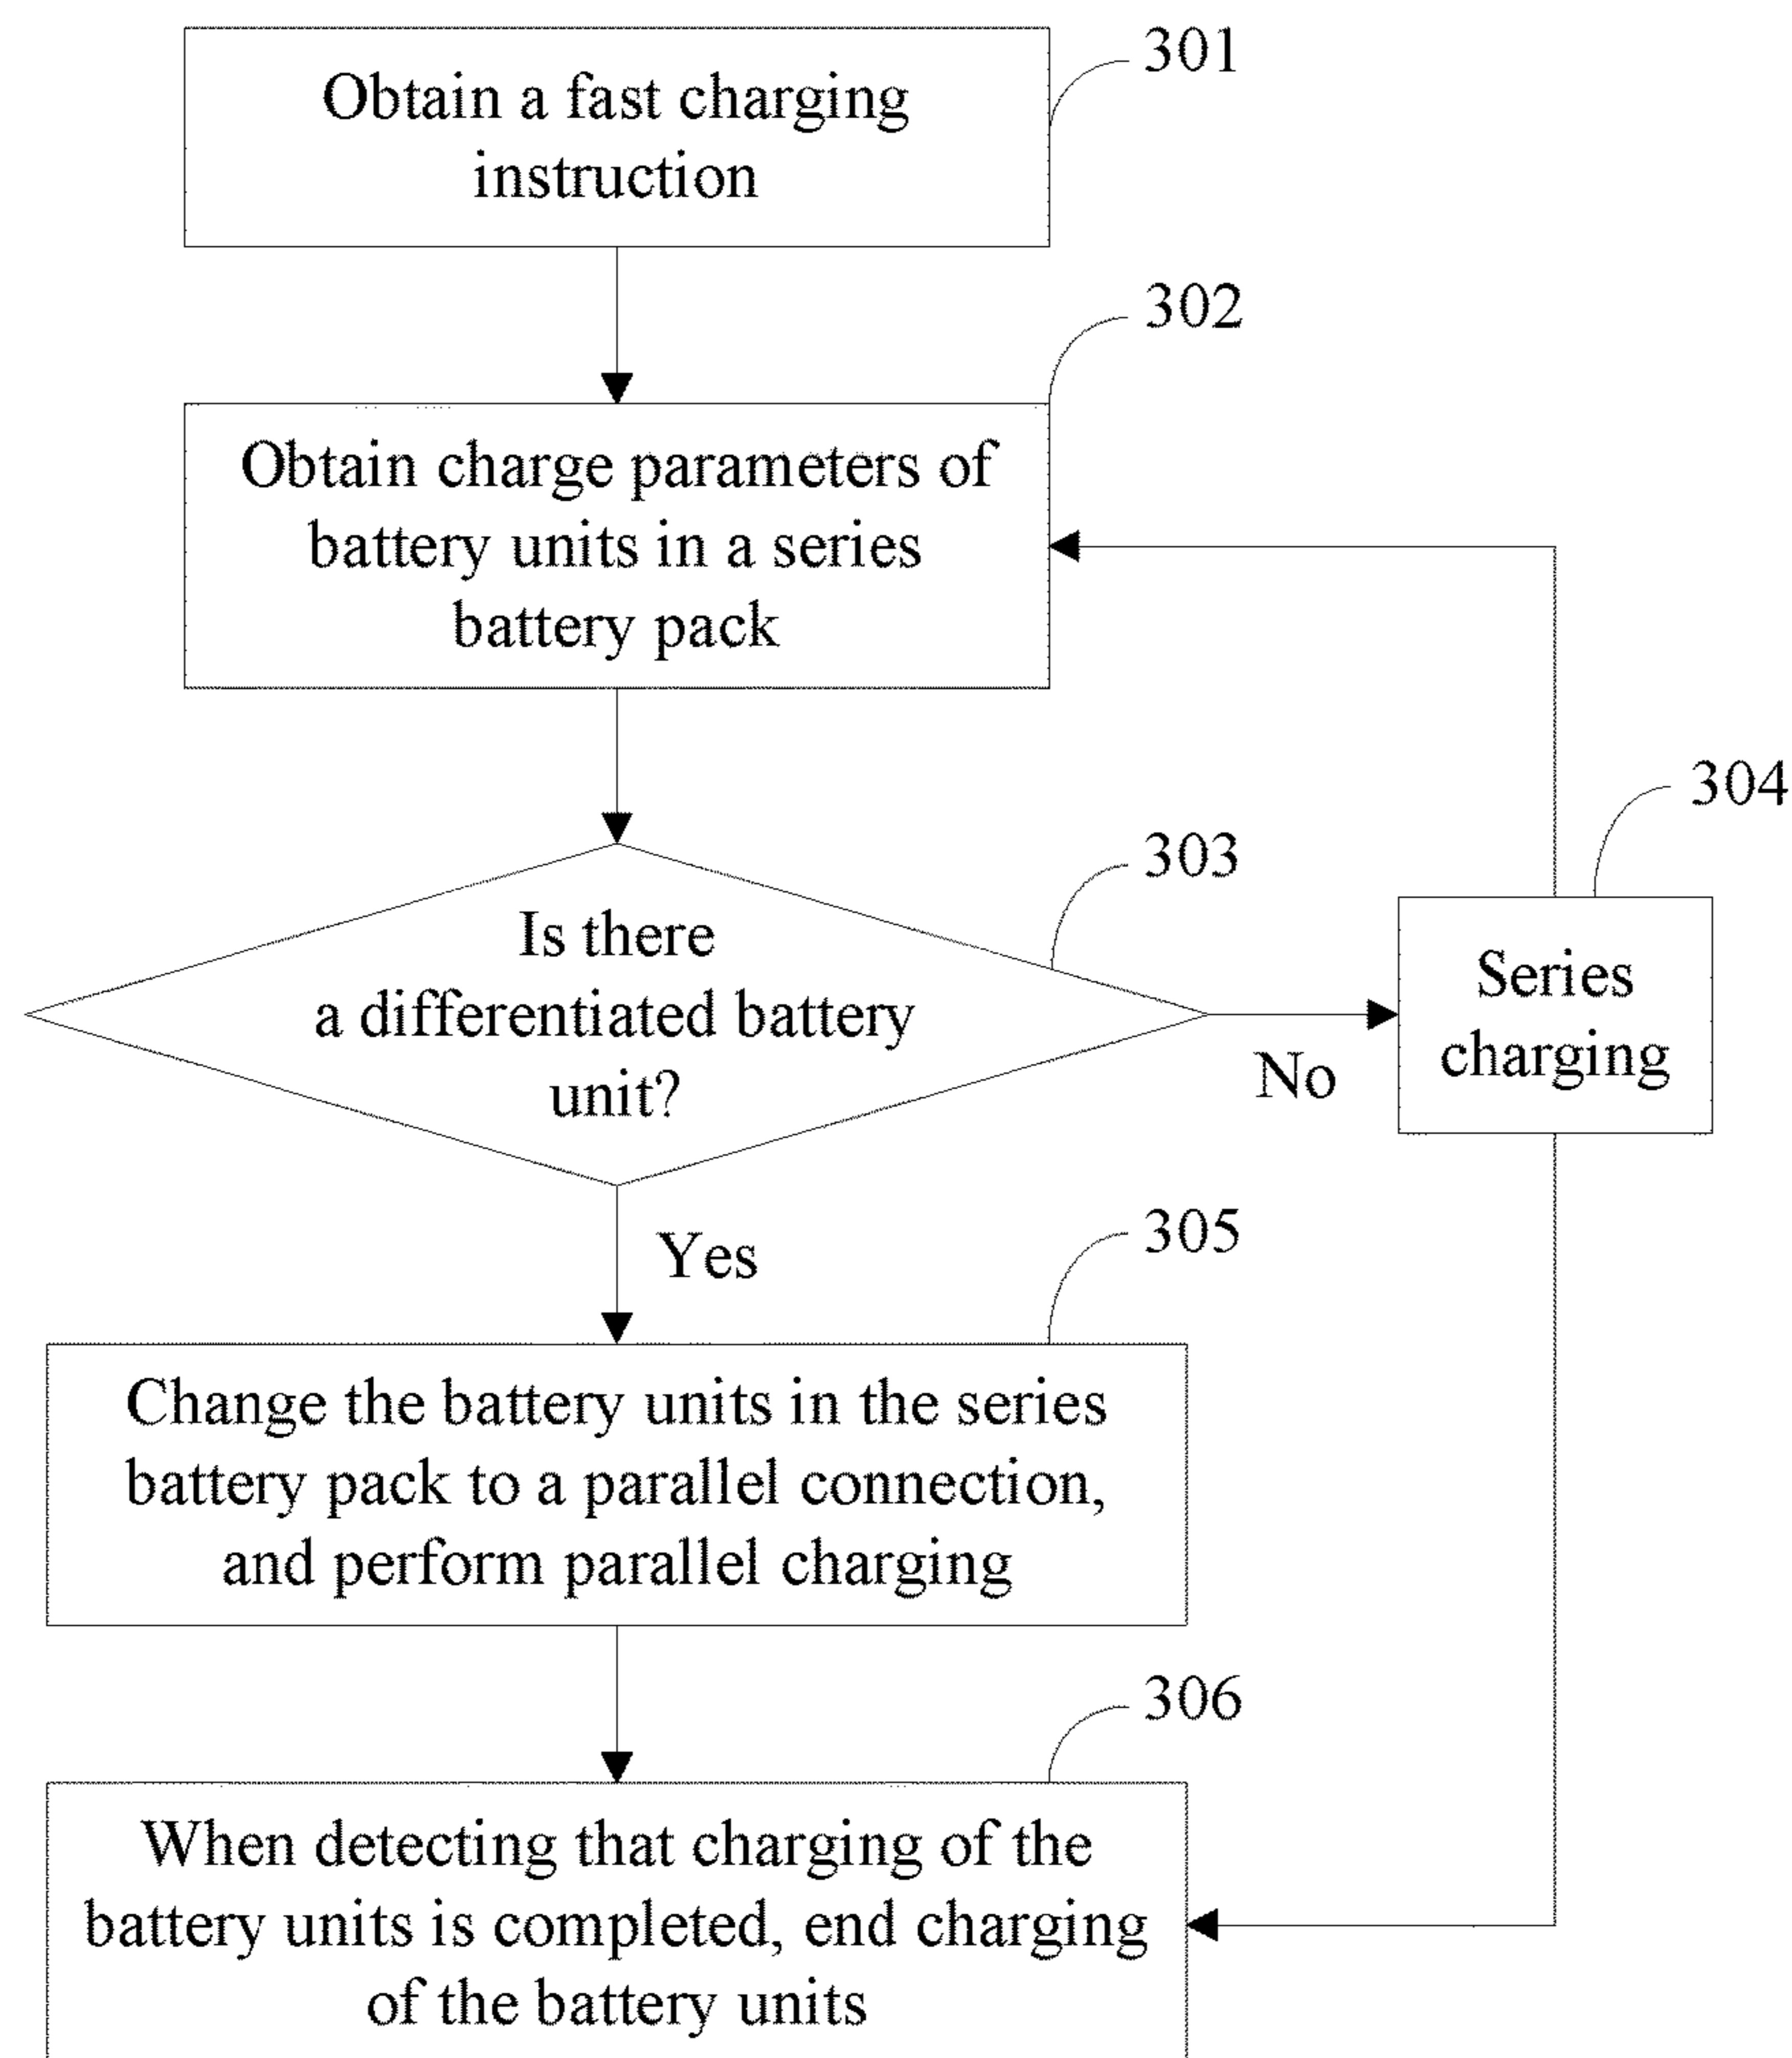 301
Obtain a fast charging
instruction
302
Obtain charge parameters of
battery units in a series
battery pack
303
Is there
a differentiated battery
unit?
304
Series
charging
No
Yes
305
Change the battery units in the series
battery pack to a parallel connection,
and perform parallel charging
306
When detecting that charging of the
battery units is completed, end charging
of the battery units